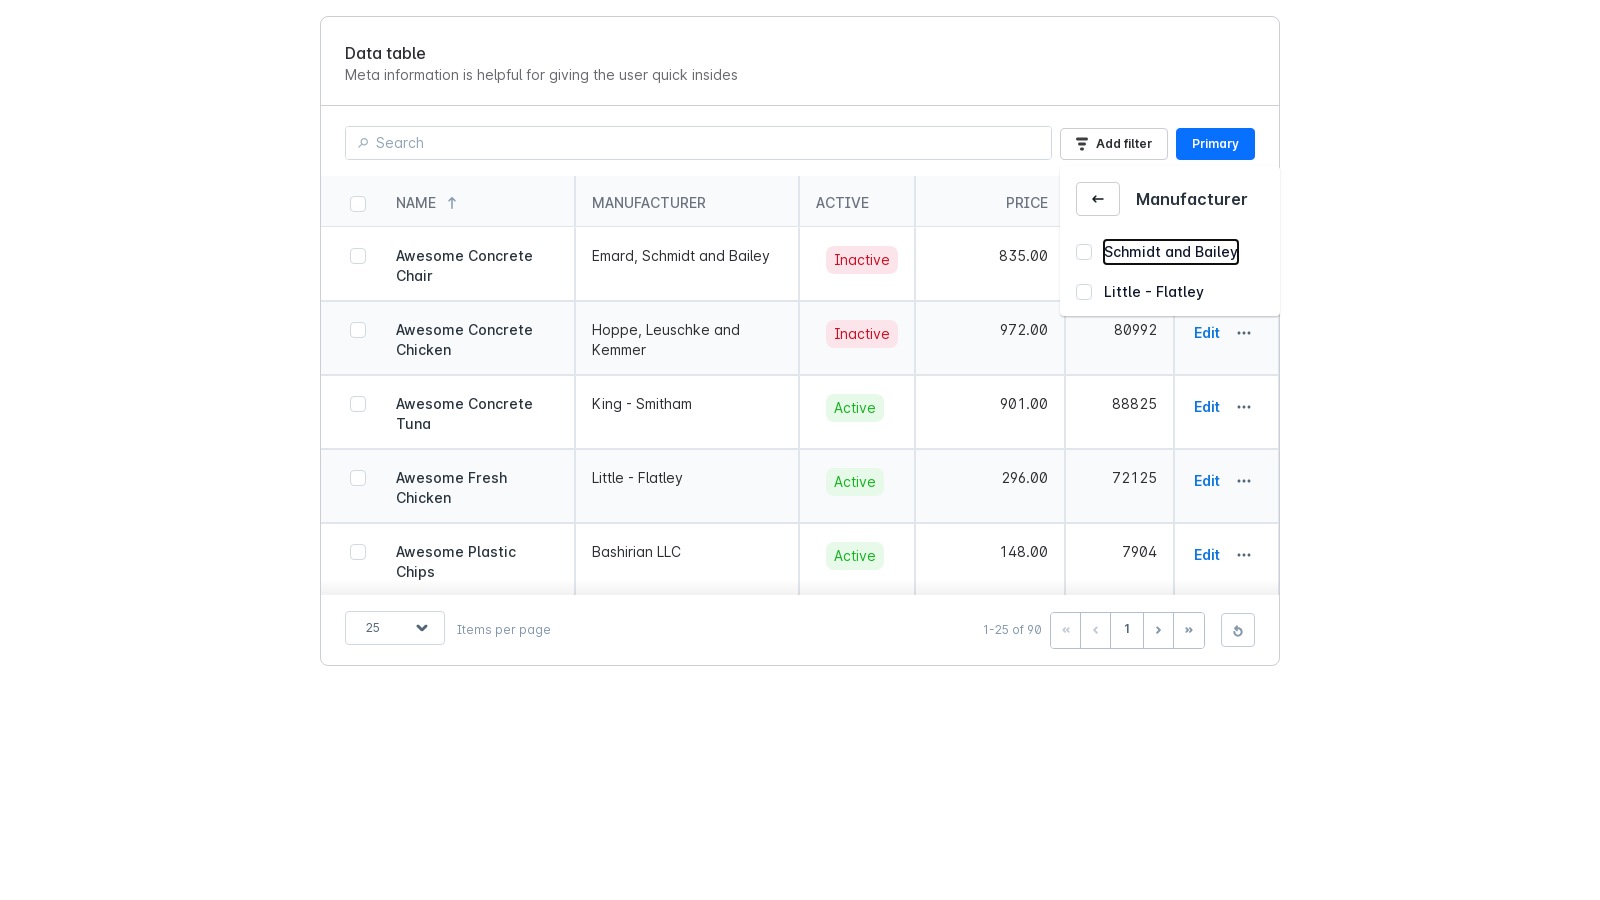 Data table
Meta information is helpful for giving the user quick insides
Search
Add filter
Primary
NAME
MANUFACTURER
ACTIVE
PRICE
Manufacturer
Schmidt and Bailey
Little - Flatley
Awesome Concrete
Chair
Emard, Schmidt and Bailey
Inactive
835.00
Awesome Concrete
Chicken
Hoppe, Leuschke and
Kemmer
Inactive
972.00
80992
Edit
Awesome Concrete
Tuna
King - Smitham
Active
901.00
88825
Edit
Awesome Fresh
Chicken
Little - Flatley
Active
296.00
72125
Edit
Awesome Plastic
Chips
Bashirian LLC
Active
148.00
7904
Edit
25
Items per page
1-25 of 90
« ‹ 1 › »